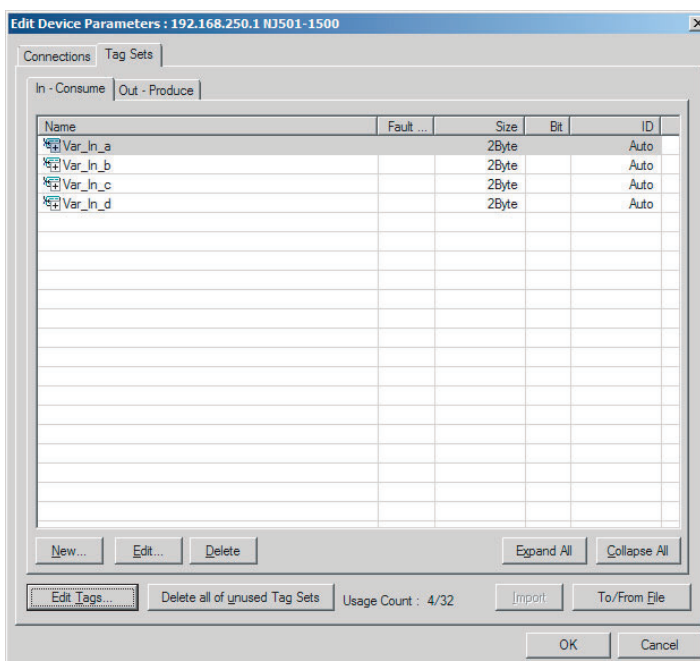 Edit Device Parameters : 192.168.250.1 NJ501-1500
Connections Tag Sets
In - Consume Out - Produce
Name Fault ... Size Bit ID
Var_In_a 2Byte Auto
Var_In_b 2Byte Auto
Var_In_c 2Byte Auto
Var_In_d 2Byte Auto
New... Edit... Delete Expand All Collapse All
Edit Tags... Delete all of unused Tag Sets Usage Count : 4/32 Import To/From File
OK Cancel